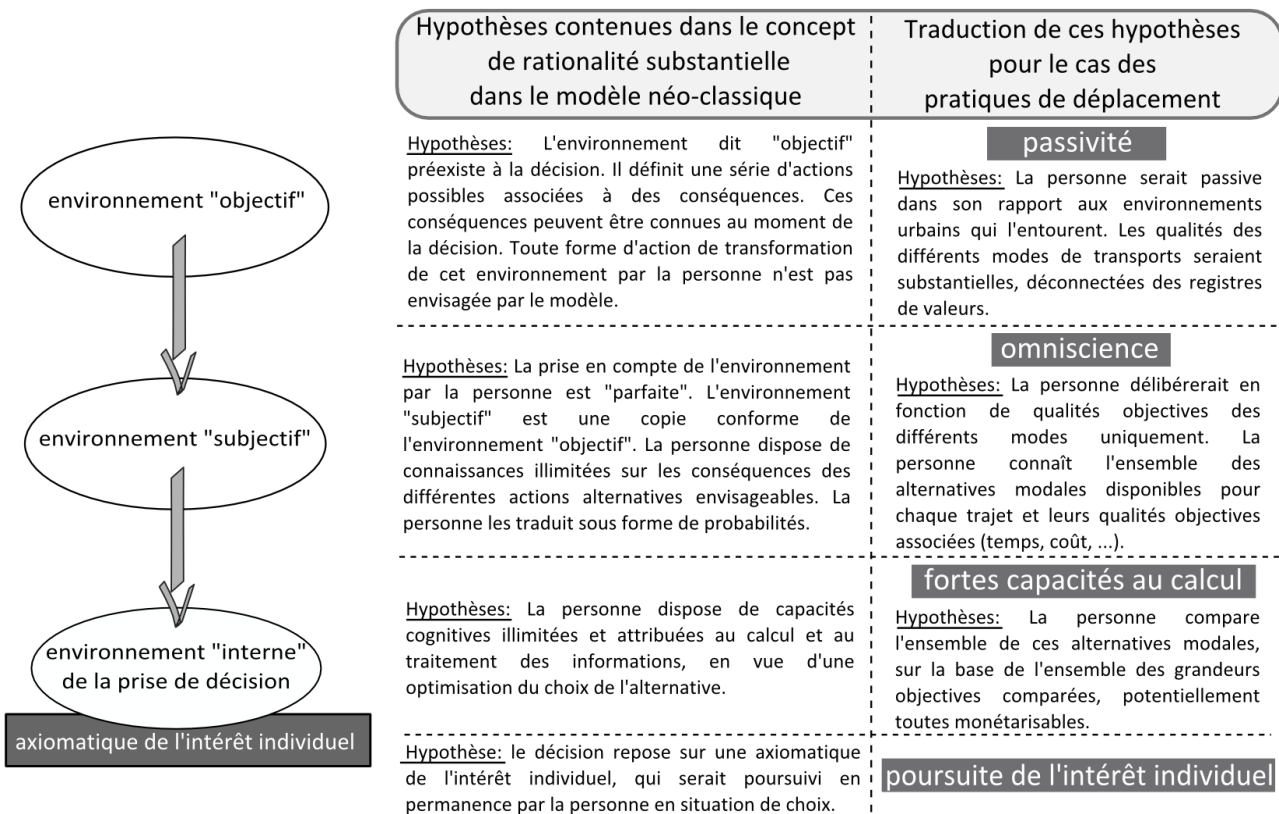 Hypothèses contenues dans le concept
de rationalité substantielle
dans le modèle néo-classique
Traduction de ces hypothèses
pour le cas des
pratiques de déplacement
environnement "objectif"
Hypothèses: L'environnement dit "objectif"
préexiste à la décision. Il définit une série d'actions
possibles associées à des conséquences. Ces
conséquences peuvent être connues au moment de
la décision. Toute forme d'action de transformation
de cet environnement par la personne n'est pas
envisagée par le modèle.
passivité
Hypothèses: La personne serait passive
dans son rapport aux environnements
urbains qui l'entourent. Les qualités des
différents modes de transports seraient
substantielles, déconnectées des registres
de valeurs.
environnement "subjectif"
Hypothèses: La prise en compte de l'environnement
par la personne est "parfaite". L'environnement
"subjectif" est une copie conforme de
l'environnement "objectif". La personne dispose de
connaissances illimitées sur les conséquences des
différentes actions alternatives envisageables. La
personne les traduit sous forme de probabilités.
omniscience
Hypothèses: La personne délibérerait en
fonction de qualités objectives des
différents modes uniquement. La
personne connaît l'ensemble des
alternatives modales disponibles pour
chaque trajet et leurs qualités objectives
associées (temps, coût, ...).
environnement "interne"
de la prise de décision
Hypothèses: La personne dispose de capacités
cognitives illimitées et attribuées au calcul et au
traitement des informations, en vue d'une
optimisation du choix de l'alternative.
fortes capacités au calcul
Hypothèses: La personne compare
l'ensemble de ces alternatives modales,
sur la base de l'ensemble des grandeurs
objectives comparées, potentiellement
toutes monétarisables.
axiomatique de l'intérêt individuel
Hypothèse: le décision repose sur une axiomatique
de l'intérêt individuel, qui serait poursuivi en
permanence par la personne en situation de choix.
poursuite de l'intérêt individuel